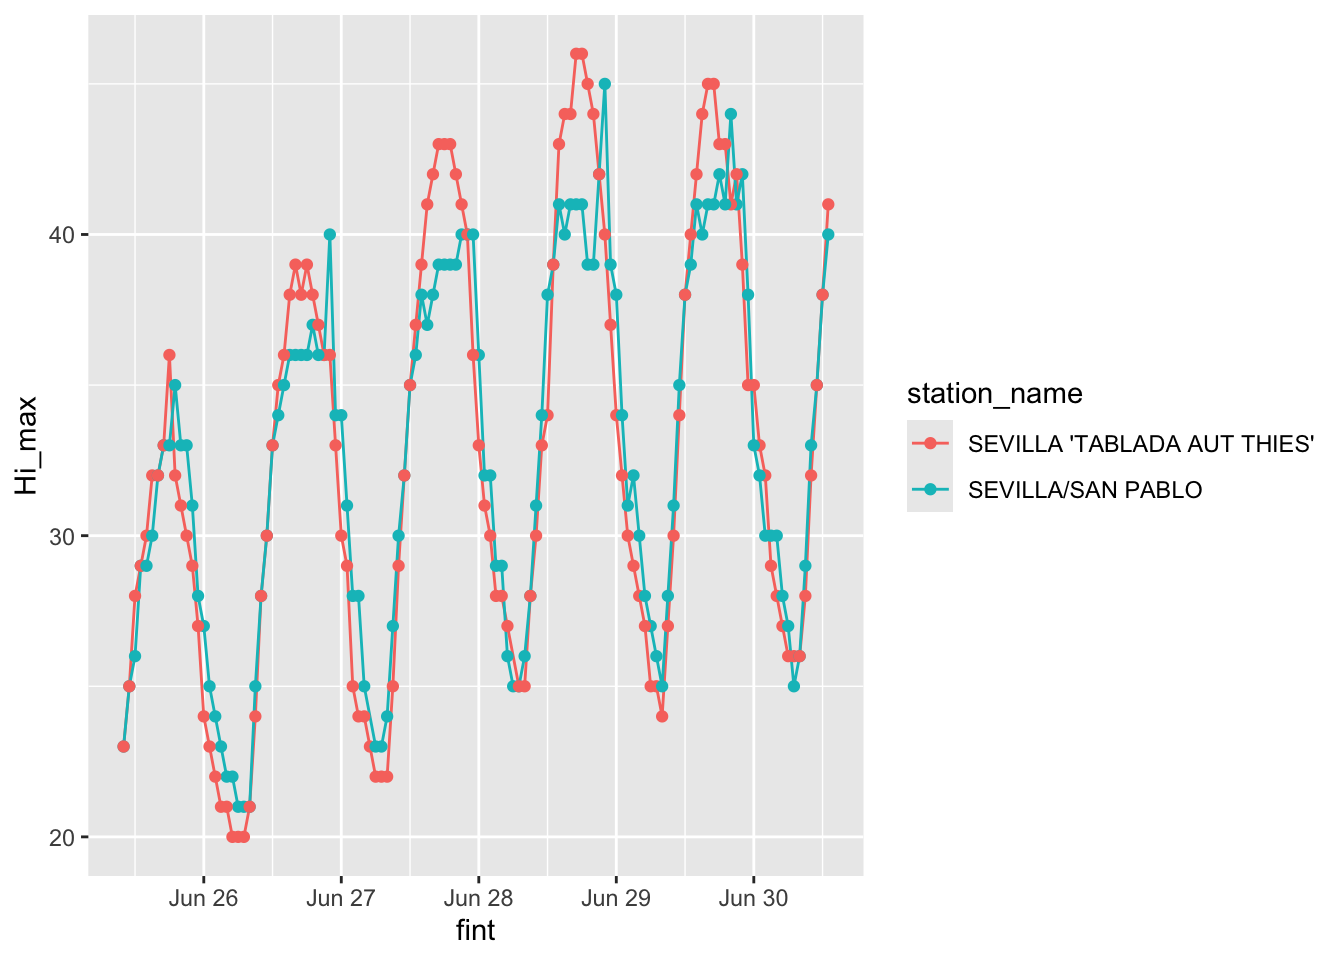 Hi_max
40
30
20
Jun 26
Jun 27
Jun 28
Jun 29
Jun 30
fint
station_name
SEVILLA 'TABLADA AUT THIES'
SEVILLA/SAN PABLO